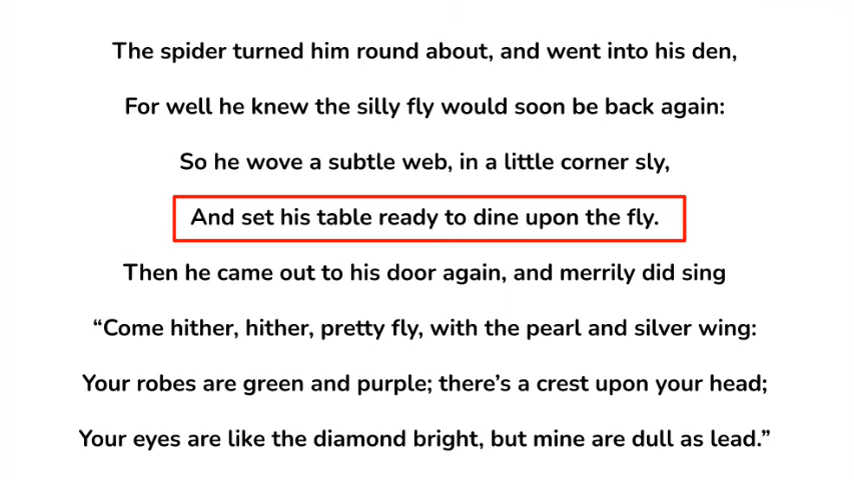 The spider turned him round about, and went into his den,
For well he knew the silly fly would soon be back again:
So he wove a subtle web, in a little corner sly,
And set his table ready to dine upon the fly.
Then he came out to his door again, and merrily did sing
“Come hither, hither, pretty fly, with the pearl and silver wing:
Your robes are green and purple; there’s a crest upon your head;
Your eyes are like the diamond bright, but mine are dull as lead.”